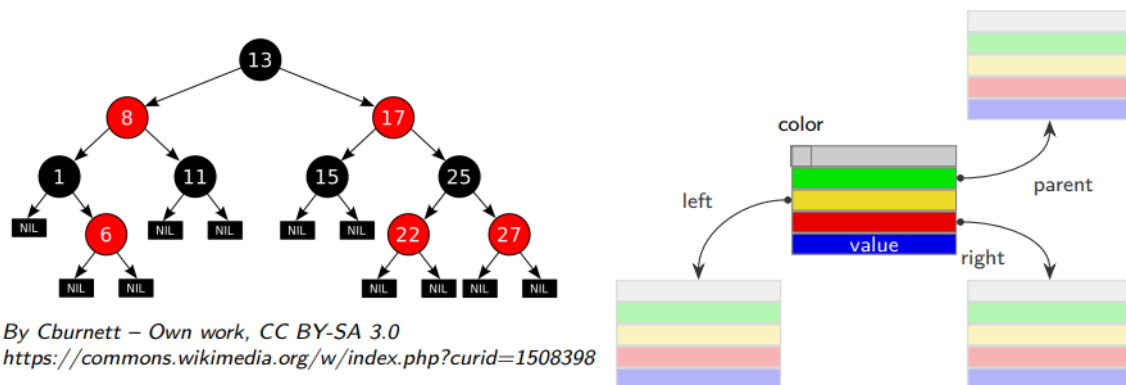 13
8
17
1
11
15
25
NIL
6
NIL
NIL
NIL
NIL
22
27
NIL
NIL
NIL
NIL
NIL
NIL
By Cburnett – Own work, CC BY-SA 3.0
https://commons.wikimedia.org/w/index.php?curid=1508398
color
left
parent
value
right